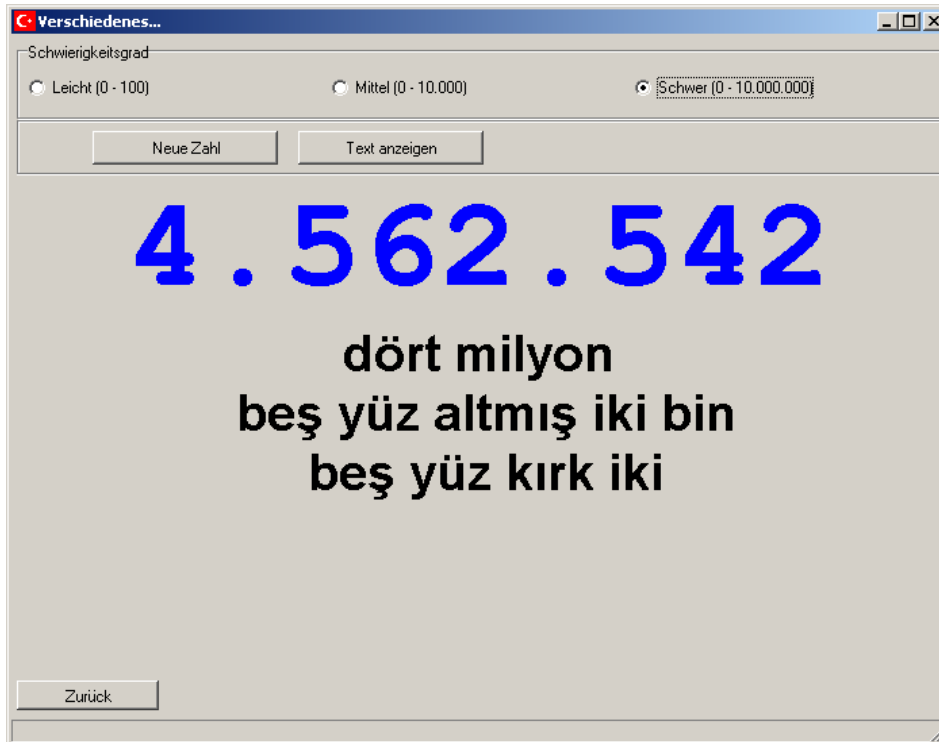 Verschiedenes...
Schwierigkeitsgrad
Leicht (0 - 100) Mittel (0 - 10.000) Schwer (0 - 10.000.000)
Neue Zahl Text anzeigen
4.562.542
dört milyon
beş yüz altmış iki bin
beş yüz kırk iki
Zurück